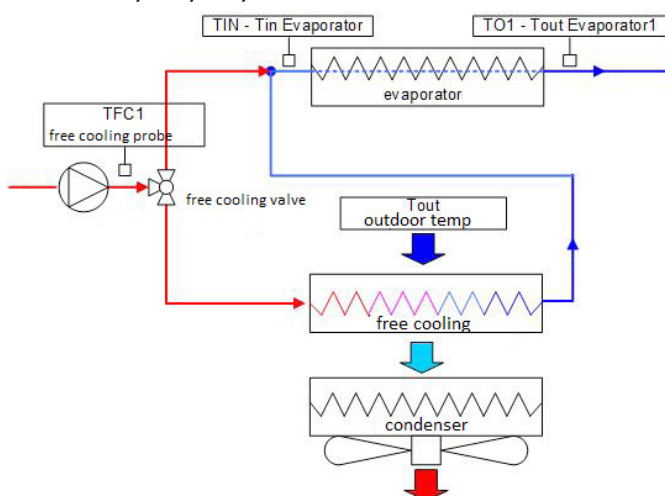 TIN - Tin Evaporator
TO1 - Tout Evaporator1
evaporator
TFC1
free cooling probe
free cooling valve
Tout
outdoor temp
free cooling
condenser